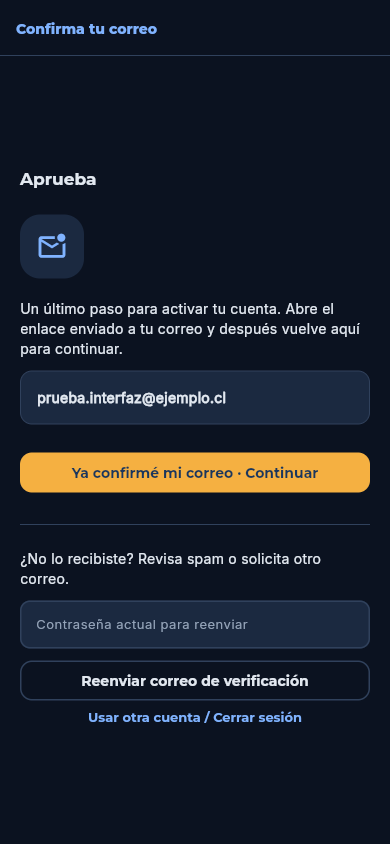 Confirma tu correo
Aprueba
Un último paso para activar tu cuenta. Abre el
enlace enviado a tu correo y después vuelve aquí
para continuar.
prueba.interfaz@ejemplo.cl
Ya confirmé mi correo · Continuar
¿No lo recibiste? Revisa spam o solicita otro
correo.
Contraseña actual para reenviar
Reenviar correo de verificación
Usar otra cuenta / Cerrar sesión